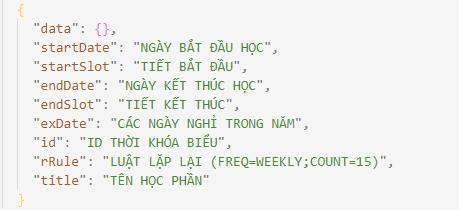 {
"data": {},
"startDate": "NGÀY BẮT ĐẦU HỌC",
"startSlot": "TIẾT BẮT ĐẦU",
"endDate": "NGÀY KẾT THÚC HỌC",
"endSlot": "TIẾT KẾT THÚC",
"exDate": "CÁC NGÀY NGHỈ TRONG NĂM",
"id": "ID THỜI KHÓA BIỂU",
"rRule": "LUẬT LẶP LẠI (FREQ=WEEKLY;COUNT=15)",
"title": "TÊN HỌC PHẦN"
}